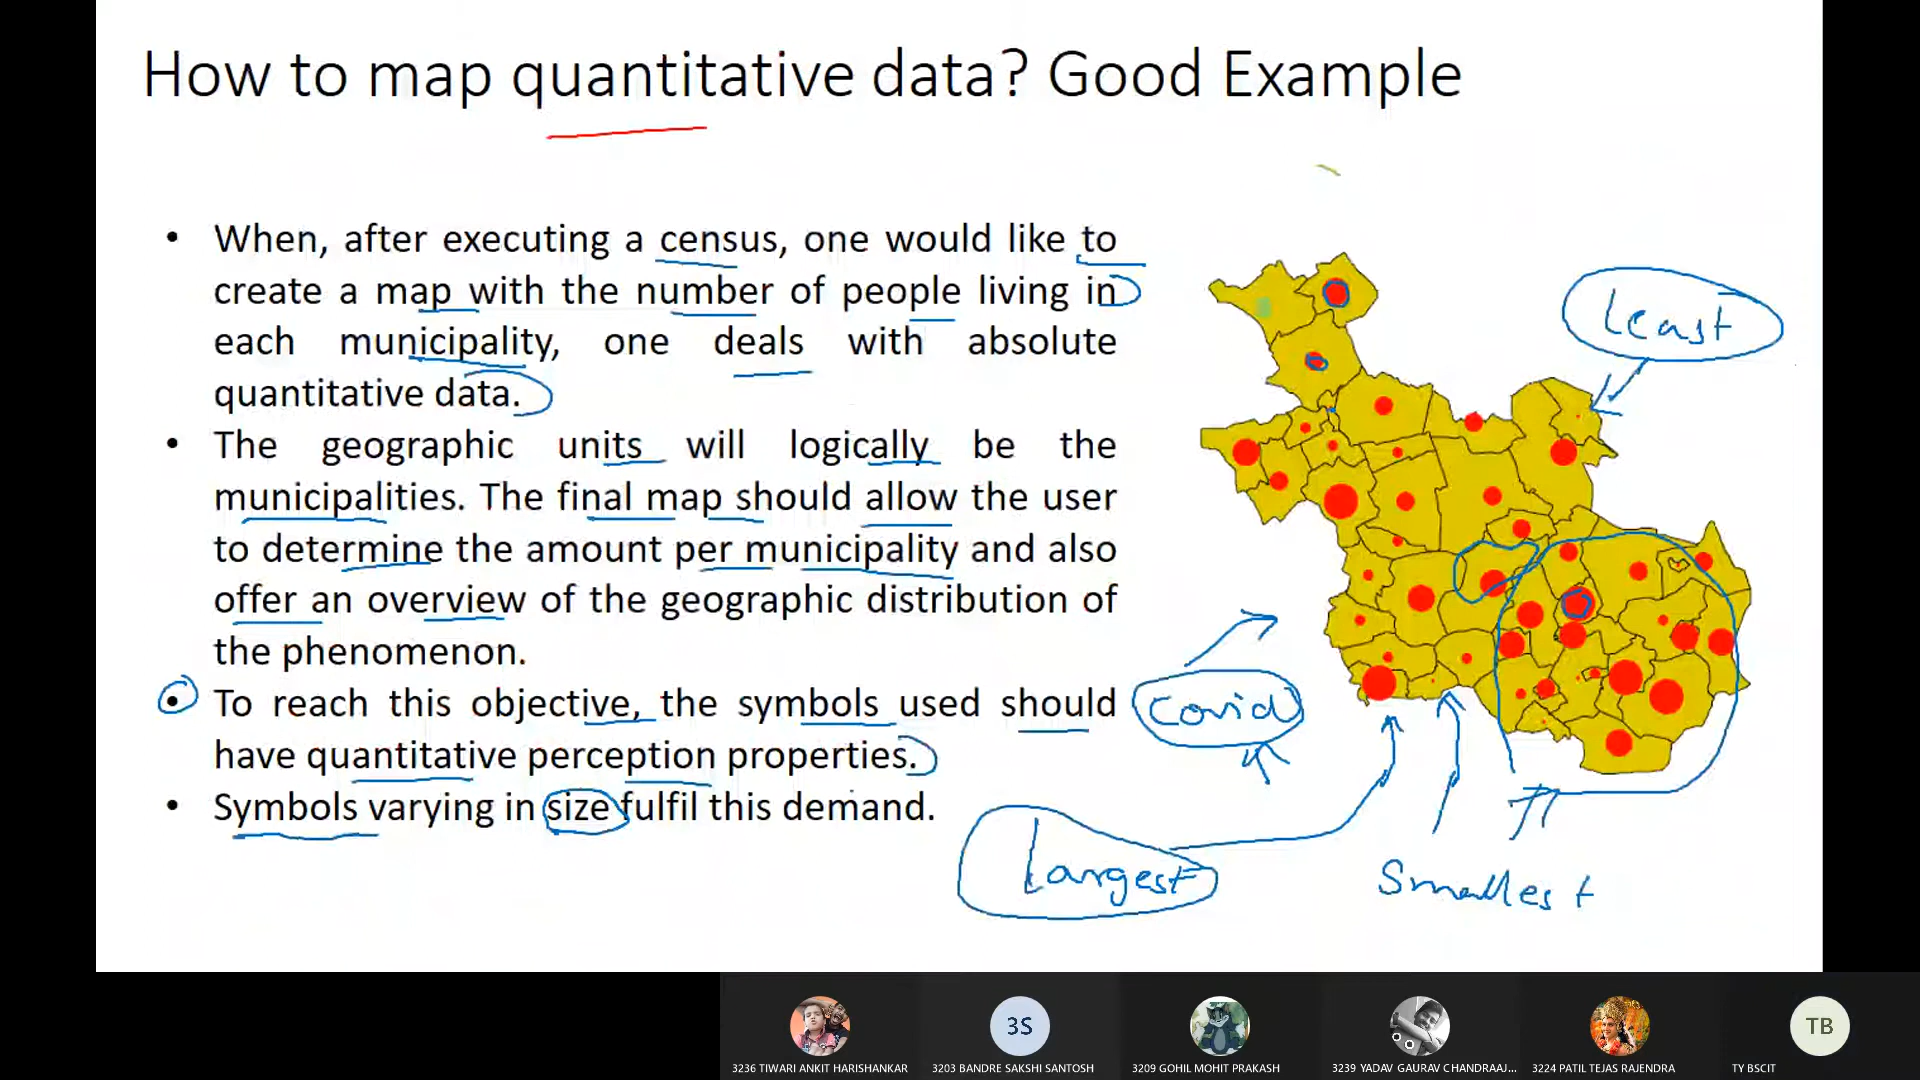 How to map quantitative data? Good Example
• When, after executing a census, one would like to
create a map with the number of people living in
each municipality, one deals with absolute
quantitative data.
• The geographic units will logically be the
municipalities. The final map should allow the user
to determine the amount per municipality and also
offer an overview of the geographic distribution of
the phenomenon.
• To reach this objective, the symbols used should
have quantitative perception properties.
• Symbols varying in size fulfil this demand.
Least
Covid
Largest
Smallest
3S
TB
3236 TIWARI ANKIT HARISHANKAR
3203 BANDRE SAKSHI SANTOSH
3209 GOHIL MOHIT PRAKASH
3239 YADAV GAURAV CHANDRAAJ...
3224 PATIL TEJAS RAJENDRA
TY BSCIT